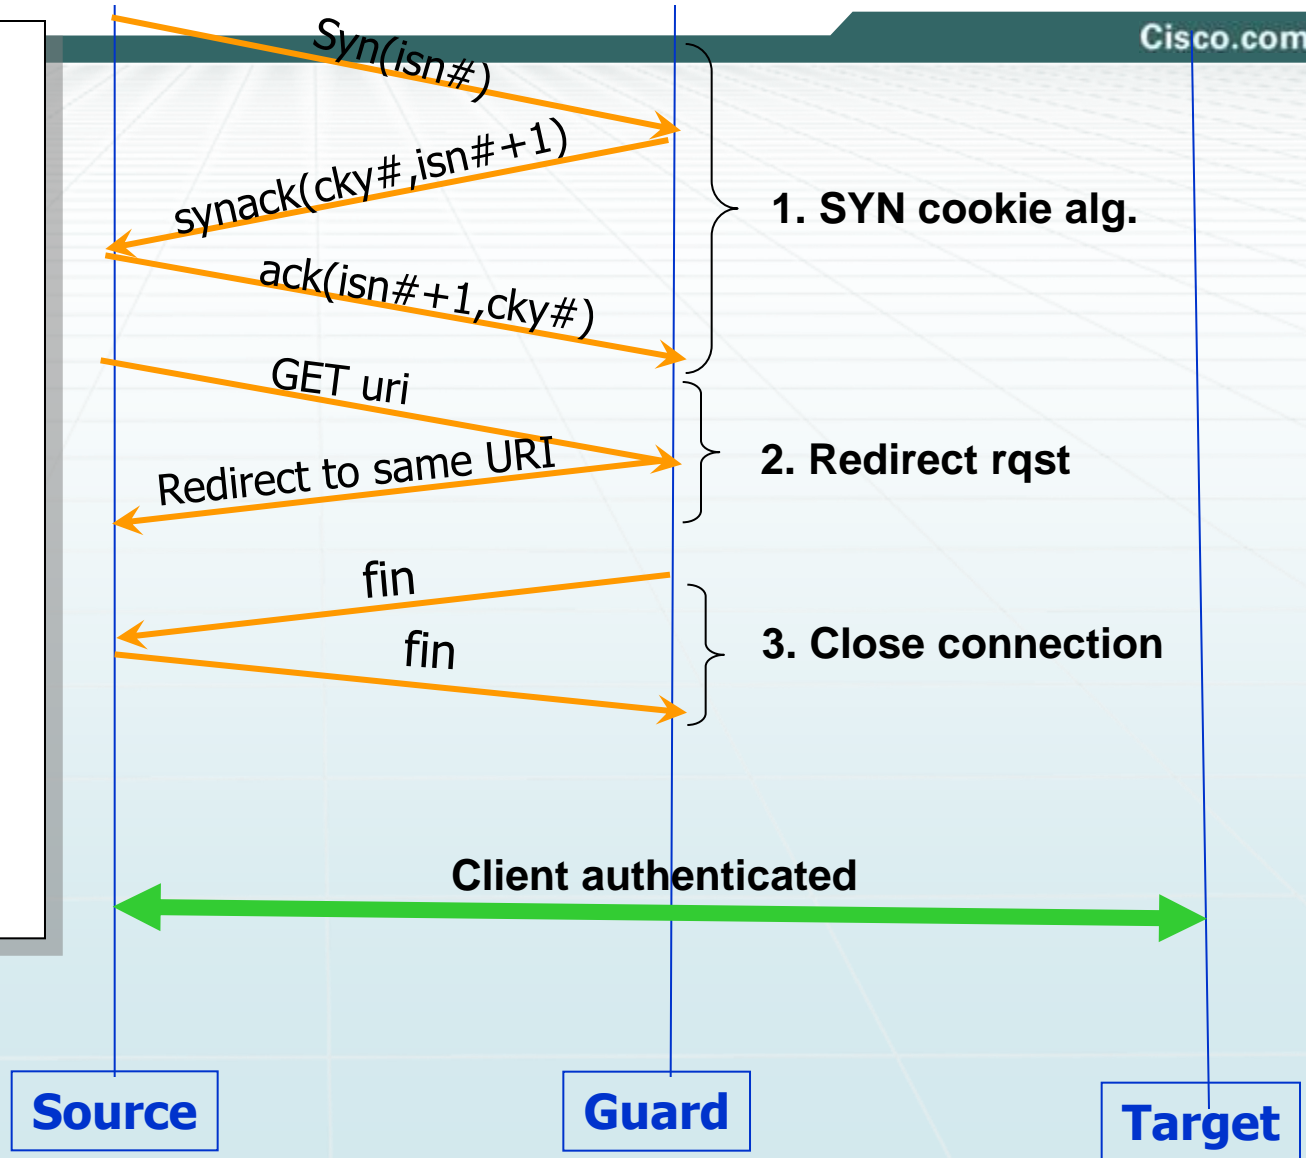 Cisco.com
Syn(isn#)
synack(cky#,isn#+1)
1. SYN cookie alg.
ack(isn#+1,cky#)
GET uri
Redirect to same URI
2. Redirect rqst
fin
fin
3. Close connection
Client authenticated
Source
Guard
Target